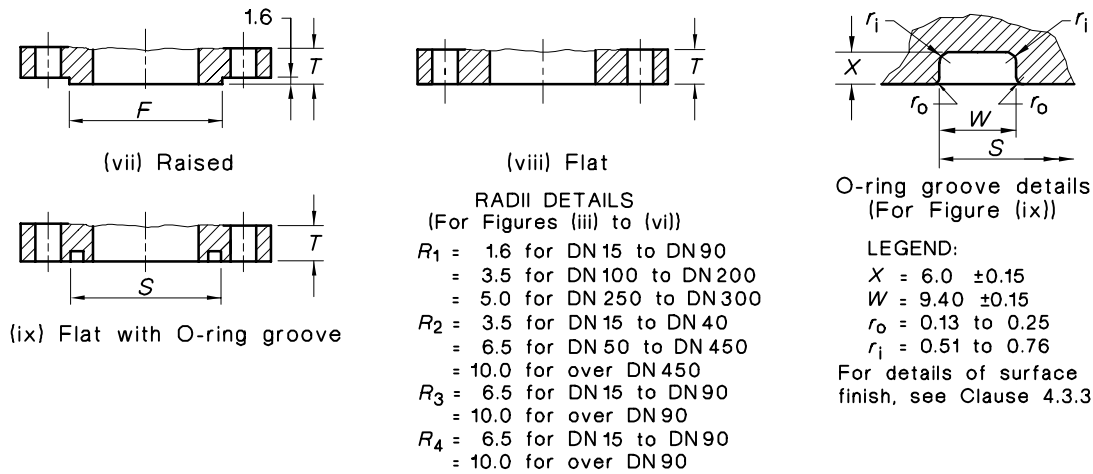 1.6
T
F
(vii) Raised
T
(viii) Flat
rᵢ
rᵢ
X
rₒ
rₒ
W
S
O-ring groove details
(For Figure (ix))
T
S
(ix) Flat with O-ring groove
RADII DETAILS
(For Figures (iii) to (vi))
R₁ = 1.6 for DN 15 to DN 90
= 3.5 for DN 100 to DN 200
= 5.0 for DN 250 to DN 300
R₂ = 3.5 for DN 15 to DN 40
= 6.5 for DN 50 to DN 450
= 10.0 for over DN 450
R₃ = 6.5 for DN 15 to DN 90
= 10.0 for over DN 90
R₄ = 6.5 for DN 15 to DN 90
= 10.0 for over DN 90
LEGEND:
X = 6.0 ±0.15
W = 9.40 ±0.15
rₒ = 0.13 to 0.25
rᵢ = 0.51 to 0.76
For details of surface
finish, see Clause 4.3.3